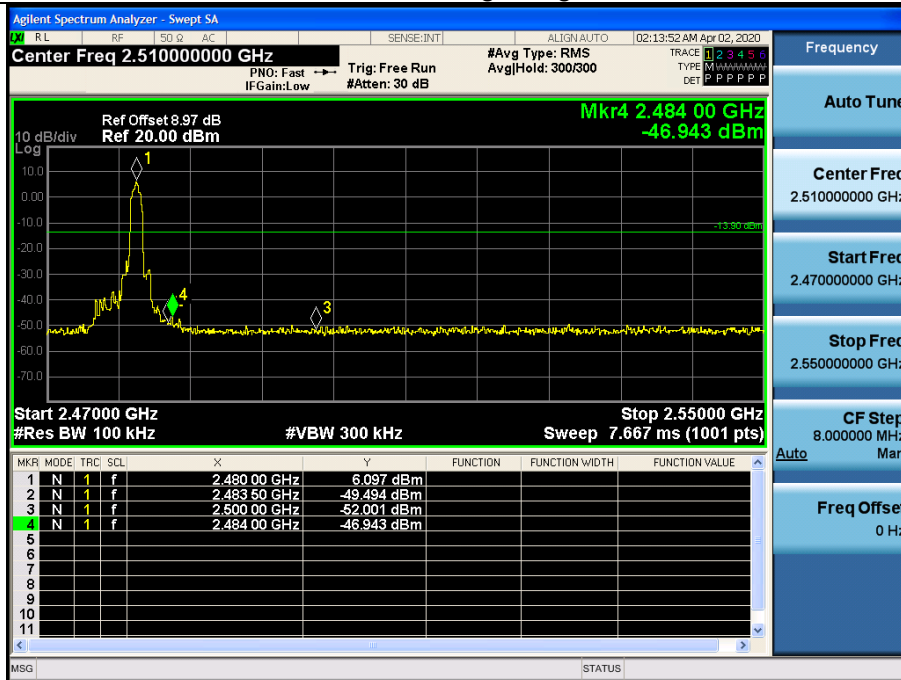 Agilent Spectrum Analyzer - Swept SA
LXI RL RF 50 Ω AC SENSE:INT ALIGN AUTO 02:13:52 AM Apr 02, 2020
Center Freq 2.510000000 GHz
PNO: Fast
IFGain:Low
Trig: Free Run
#Atten: 30 dB
#Avg Type: RMS
Avg|Hold: 300/300
TRACE 1 2 3 4 5 6
TYPE M
DET P P P P P P
Frequency
Auto Tune
Center Freq
2.510000000 GHz
Start Freq
2.470000000 GHz
Stop Freq
2.550000000 GHz
CF Step
8.000000 MHz
Auto Man
Freq Offset
0 Hz
Mkr4 2.484 00 GHz
-46.943 dBm
Ref Offset 8.97 dB
10 dB/div Ref 20.00 dBm
Log
10.0
0.00
-10.0
-20.0
-30.0
-40.0
-50.0
-60.0
-70.0
1
4
3
-13.90 dBm
Start 2.47000 GHz Stop 2.55000 GHz
#Res BW 100 kHz #VBW 300 kHz Sweep 7.667 ms (1001 pts)
MKR MODE TRC SCL X Y FUNCTION FUNCTION WIDTH FUNCTION VALUE
1 N 1 f 2.480 00 GHz 6.097 dBm
2 N 1 f 2.483 50 GHz -49.494 dBm
3 N 1 f 2.500 00 GHz -52.001 dBm
4 N 1 f 2.484 00 GHz -46.943 dBm
5
6
7
8
9
10
11
MSG STATUS